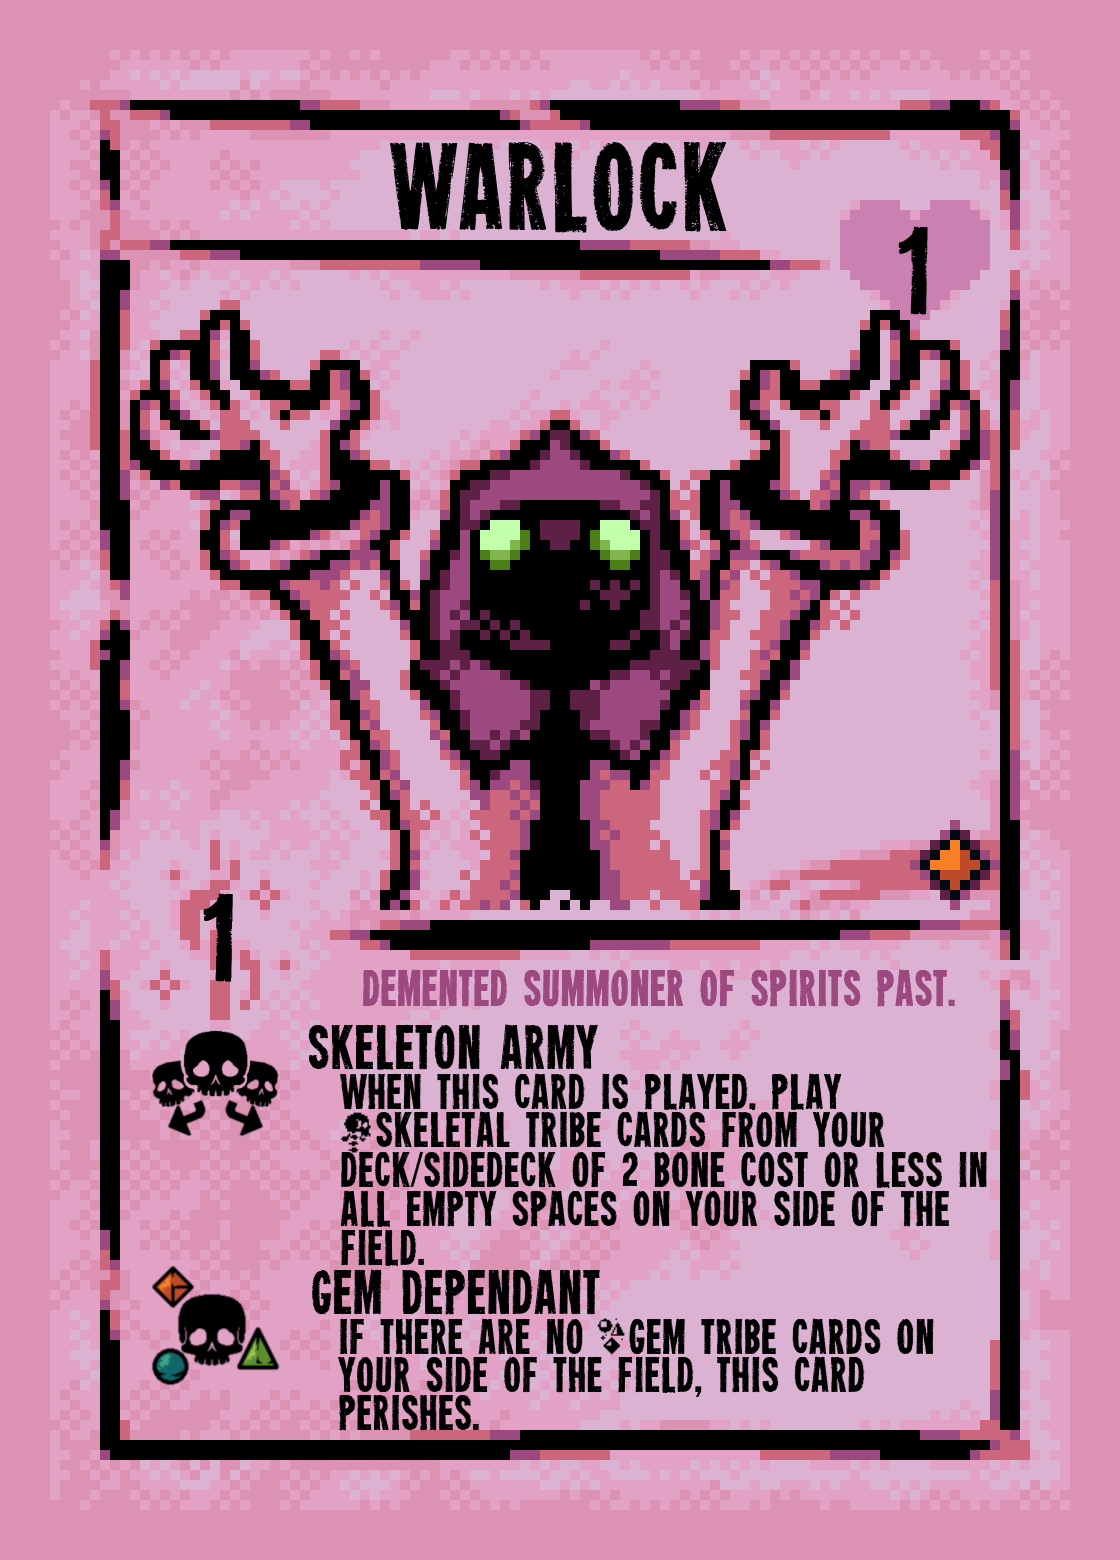 WARLOCK
1
1
DEMENTED SUMMONER OF SPIRITS PAST.
SKELETON ARMY
WHEN THIS CARD IS PLAYED, PLAY
SKELETAL TRIBE CARDS FROM YOUR
DECK/SIDEDECK OF 2 BONE COST OR LESS IN
ALL EMPTY SPACES ON YOUR SIDE OF THE
FIELD.
GEM DEPENDANT
IF THERE ARE NO GEM TRIBE CARDS ON
YOUR SIDE OF THE FIELD, THIS CARD
PERISHES.